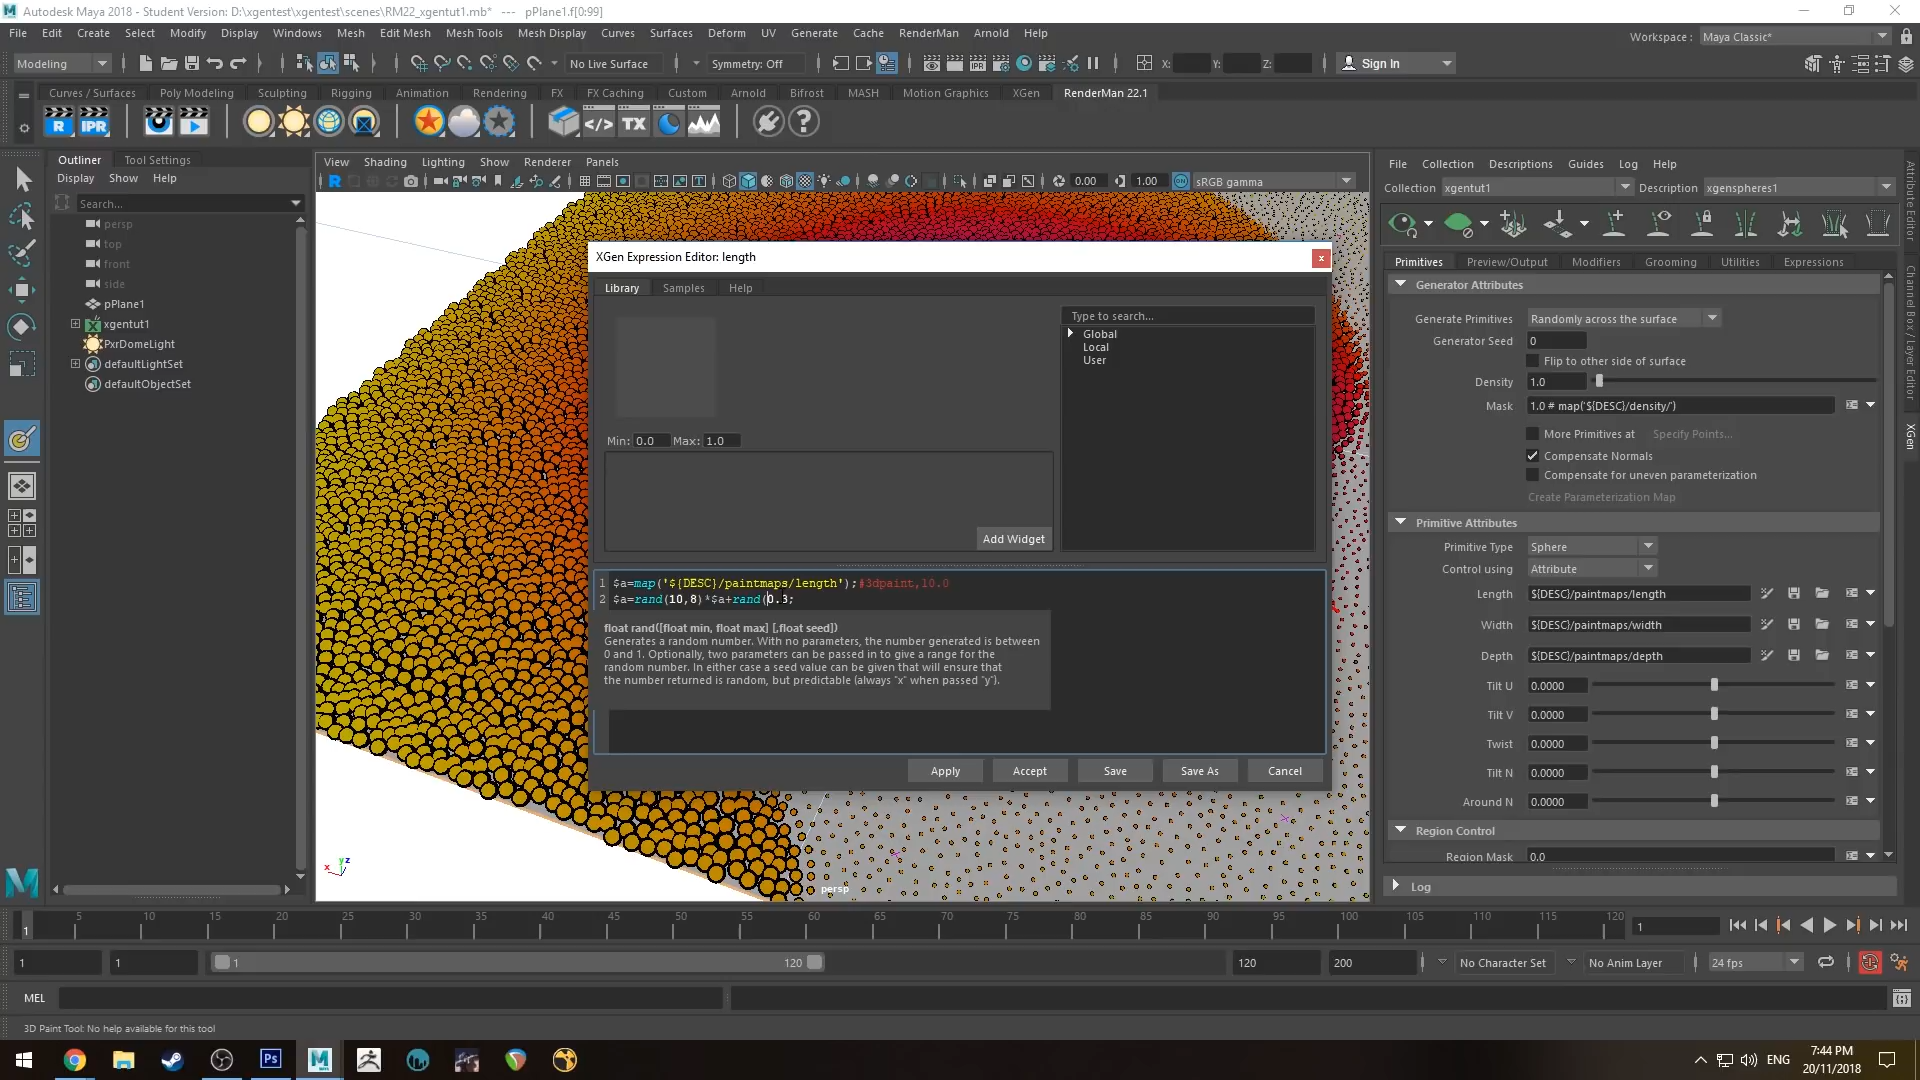 Autodesk Maya 2018 - Student Version: D:\xgentest\xgentest\scenes\RM22_xgentut1.mb* --- pPlane1.f[0:99]
File Edit Create Select Modify Display Windows Mesh Edit Mesh Mesh Tools Mesh Display Curves Surfaces Deform UV Generate Cache RenderMan Arnold Help
Workspace : Maya Classic*
Modeling No Live Surface Symmetry: Off X: Y: Z: Sign In
Curves / Surfaces Poly Modeling Sculpting Rigging Animation Rendering FX FX Caching Custom Arnold Bifrost MASH Motion Graphics XGen RenderMan 22.1
R IPR </> TX ?
Outliner Tool Settings
Display Show Help
Search...
persp
top
front
side
pPlane1
xgentut1
PxrDomeLight
defaultLightSet
defaultObjectSet
View Shading Lighting Show Renderer Panels
0.00 1.00 sRGB gamma
persp
XGen Expression Editor: length
Library Samples Help
Type to search...
Global
Local
User
Min: 0.0 Max: 1.0
Add Widget
1 $a=map('${DESC}/paintmaps/length');#3dpaint,10.0
2 $a=rand(10,8)*$a+rand(0.3;
float rand([float min, float max] [,float seed])
Generates a random number. With no parameters, the number generated is between
0 and 1. Optionally, two parameters can be passed in to give a range for the
random number. In either case a seed value can be given that will ensure that
the number returned is random, but predictable (always "x" when passed "y").
Apply Accept Save Save As Cancel
File Collection Descriptions Guides Log Help
Collection xgentut1 Description xgenspheres1
Primitives Preview/Output Modifiers Grooming Utilities Expressions
Generator Attributes
Generate Primitives Randomly across the surface
Generator Seed 0
Flip to other side of surface
Density 1.0
Mask 1.0 # map('${DESC}/density/')
More Primitives at Specify Points...
Compensate Normals
Compensate for uneven parameterization
Create Parameterization Map
Primitive Attributes
Primitive Type Sphere
Control using Attribute
Length ${DESC}/paintmaps/length
Width ${DESC}/paintmaps/width
Depth ${DESC}/paintmaps/depth
Tilt U 0.0000
Tilt V 0.0000
Twist 0.0000
Tilt N 0.0000
Around N 0.0000
Region Control
Region Mask 0.0
Log
Attribute Editor
Channel Box / Layer Editor
XGen
5 10 15 20 25 30 35 40 45 50 55 60 65 70 75 80 85 90 95 100 105 110 115 120
1 1
1 1 1 120 120 200 No Character Set No Anim Layer 24 fps
MEL
3D Paint Tool: No help available for this tool
Ps ENG
7:44 PM
20/11/2018